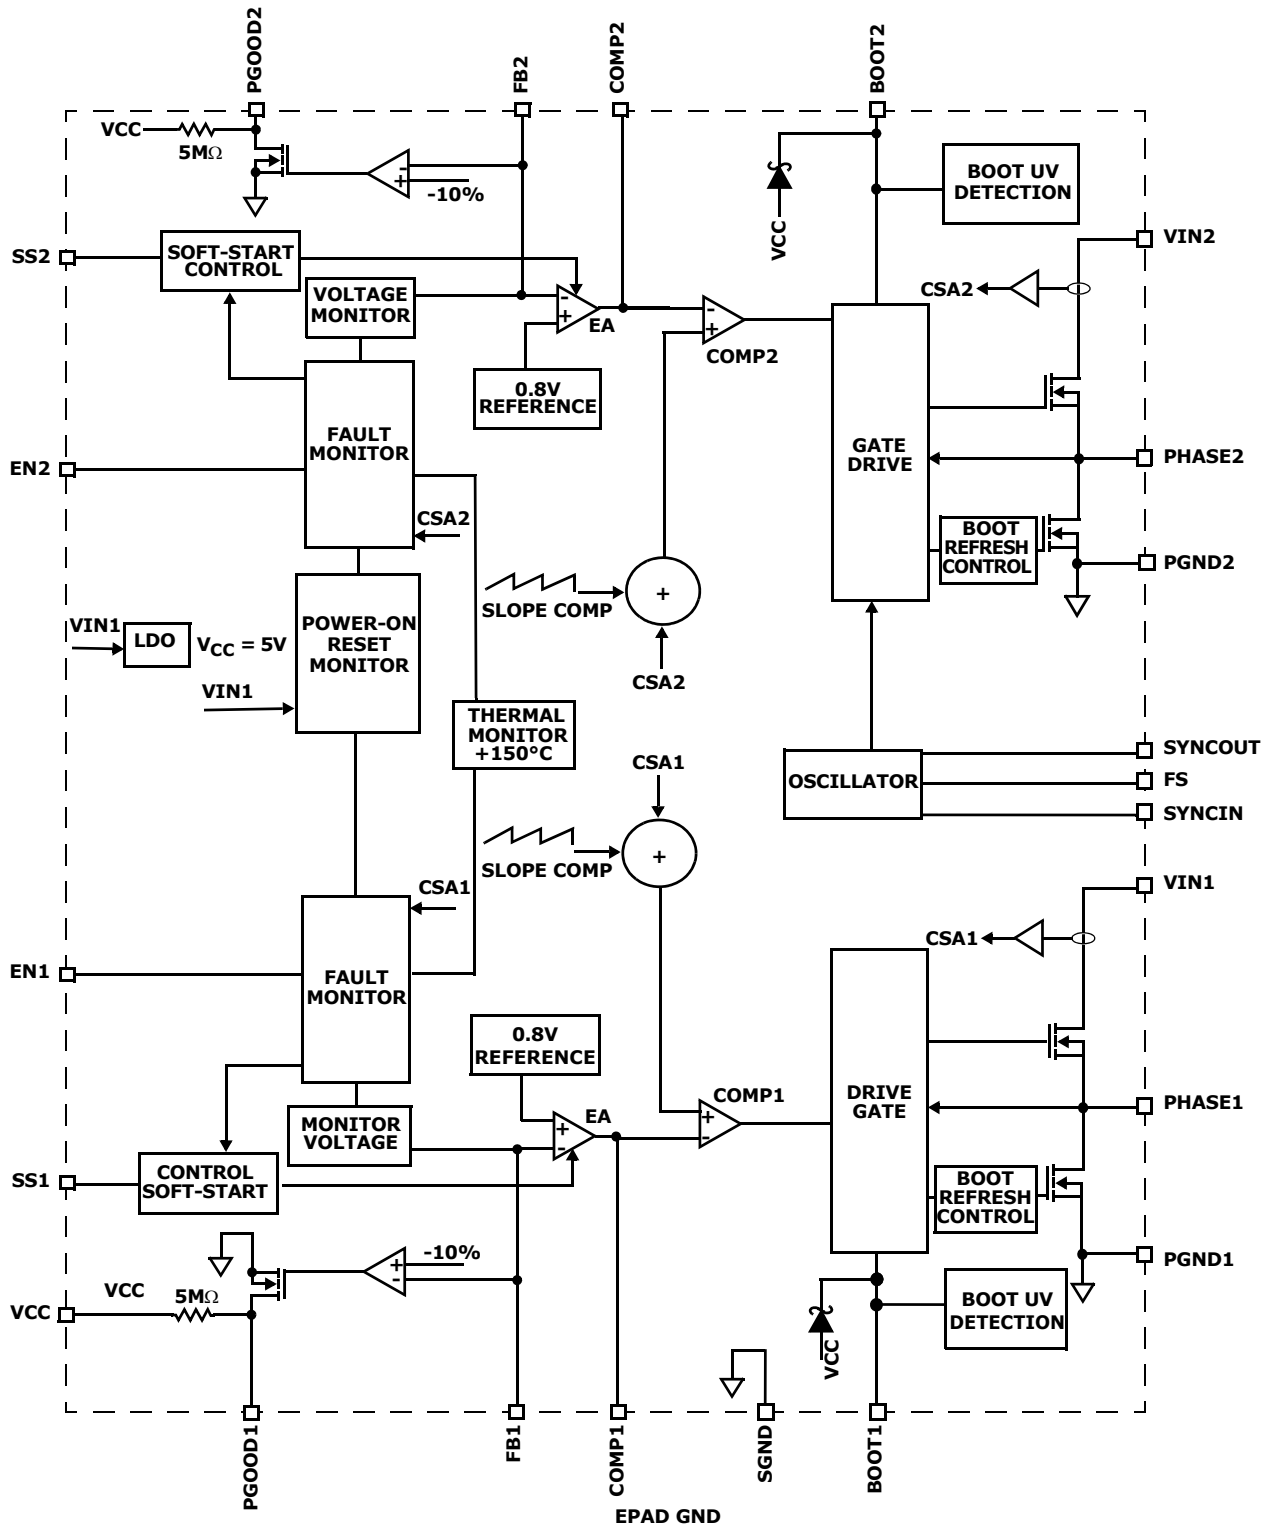 PGOOD2
FB2
COMP2
BOOT2
VCC
5MΩ
-
+
-10%
VCC
BOOT UV
DETECTION
SS2
SOFT-START
CONTROL
VOLTAGE
MONITOR
-
+
EA
-
+
COMP2
CSA2
VIN2
0.8V
REFERENCE
FAULT
MONITOR
GATE
DRIVE
EN2
PHASE2
CSA2
BOOT
REFRESH
CONTROL
PGND2
SLOPE COMP
+
CSA2
VIN1
LDO
VCC = 5V
POWER-ON
RESET
MONITOR
VIN1
THERMAL
MONITOR
+150°C
CSA1
OSCILLATOR
SYNCOUT
FS
SYNCIN
SLOPE COMP
+
CSA1
VIN1
CSA1
EN1
FAULT
MONITOR
0.8V
REFERENCE
DRIVE
GATE
COMP1
+
-
EA
+
-
PHASE1
MONITOR
VOLTAGE
SS1
CONTROL
SOFT-START
BOOT
REFRESH
CONTROL
PGND1
-10%
+
-
VCC
VCC
5MΩ
VCC
BOOT UV
DETECTION
PGOOD1
FB1
COMP1
SGND
BOOT1
EPAD GND